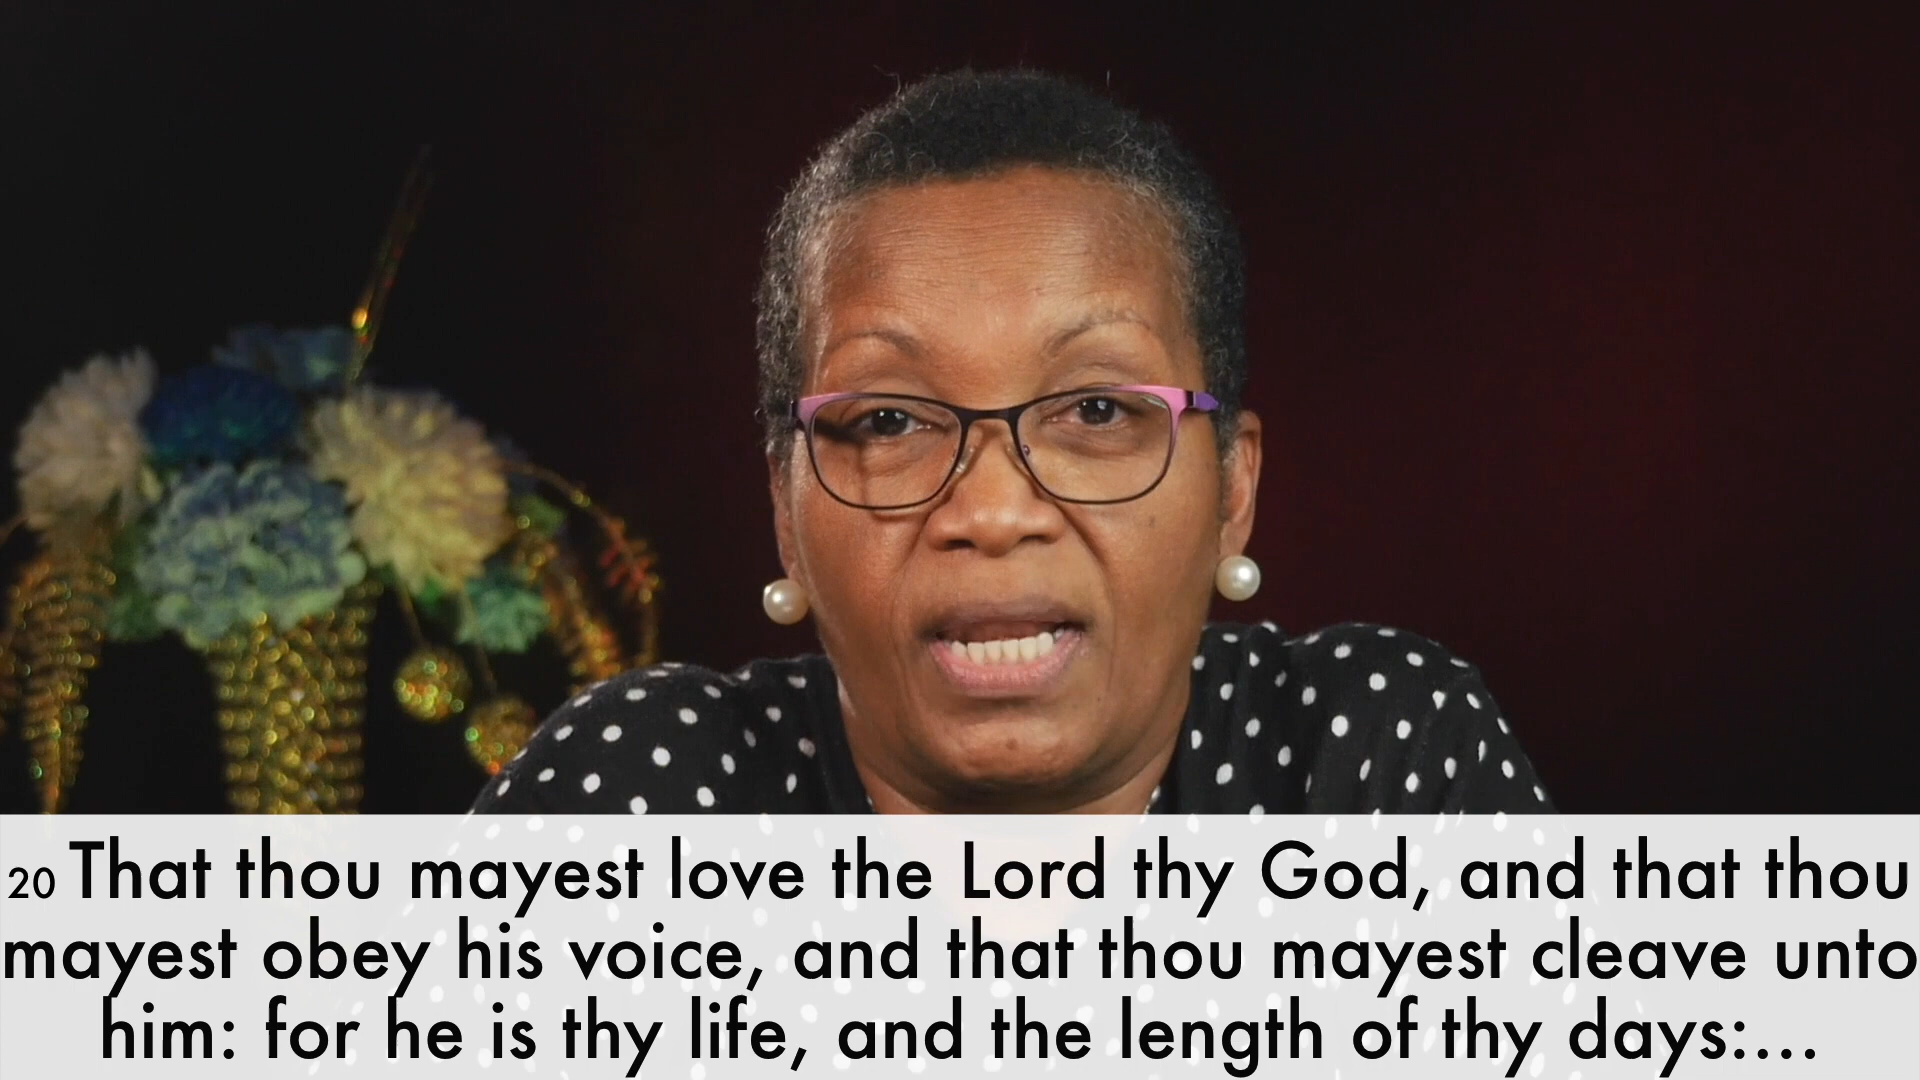 20 That thou mayest love the Lord thy God, and that thou
mayest obey his voice, and that thou mayest cleave unto
him: for he is thy life, and the length of thy days:...